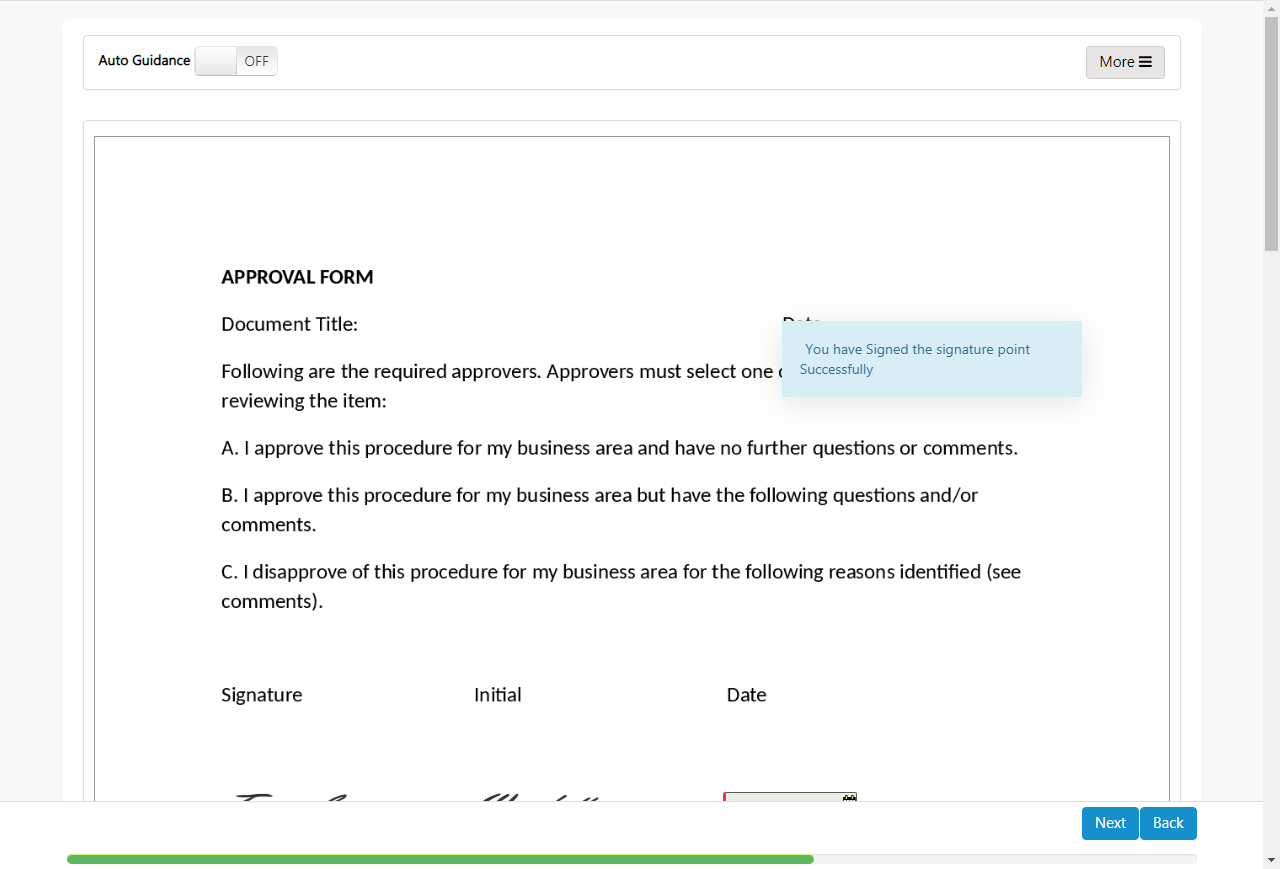 Auto Guidance OFF More
APPROVAL FORM
Document Title:
You have Signed the signature point
Successfully
Following are the required approvers. Approvers must select one
reviewing the item:
A. I approve this procedure for my business area and have no further questions or comments.
B. I approve this procedure for my business area but have the following questions and/or
comments.
C. I disapprove of this procedure for my business area for the following reasons identified (see
comments).
Signature Initial Date
Next Back